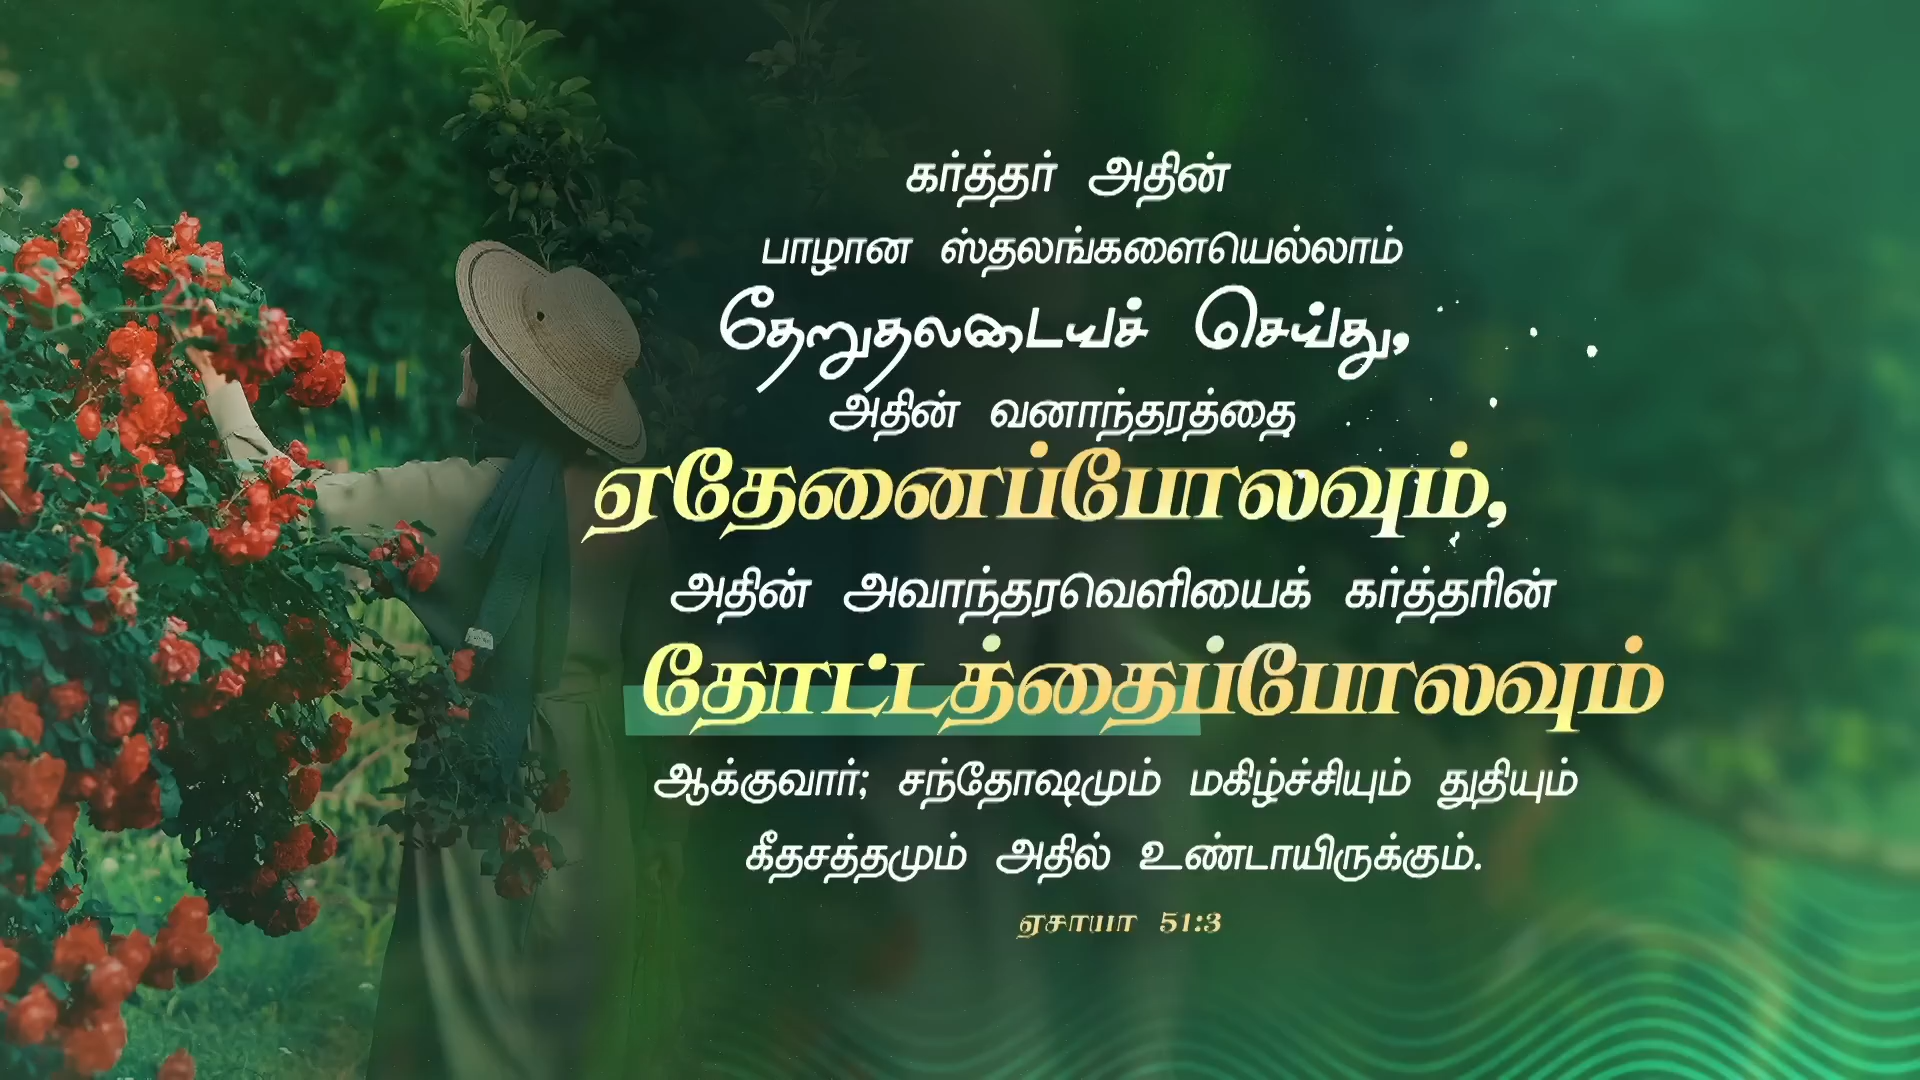 கர்த்தர் அதின்
பாழான ஸ்தலங்களையெல்லாம்
தேறுதலடையச் செய்து,
அதின் வனாந்தரத்தை
ஏதேனைப்போலவும்,
அதின் அவாந்தரவெளியைக் கர்த்தரின்
தோட்டத்தைப்போலவும்
ஆக்குவார்; சந்தோஷமும் மகிழ்ச்சியும் துதியும்
கீதசத்தமும் அதில் உண்டாயிருக்கும்.
ஏசாயா 51:3